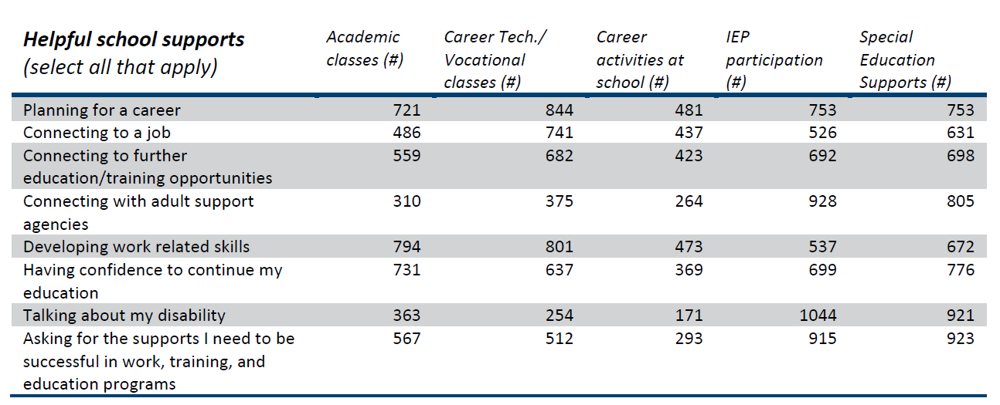 Helpful school supports
(select all that apply)
Academic
classes (#)
Career Tech./
Vocational
classes (#)
Career
activities at
school (#)
IEP
participation
(#)
Special
Education
Supports (#)
Planning for a career 721 844 481 753 753
Connecting to a job 486 741 437 526 631
Connecting to further 559 682 423 692 698
education/training opportunities
Connecting with adult support 310 375 264 928 805
agencies
Developing work related skills 794 801 473 537 672
Having confidence to continue my 731 637 369 699 776
education
Talking about my disability 363 254 171 1044 921
Asking for the supports I need to be 567 512 293 915 923
successful in work, training, and
education programs